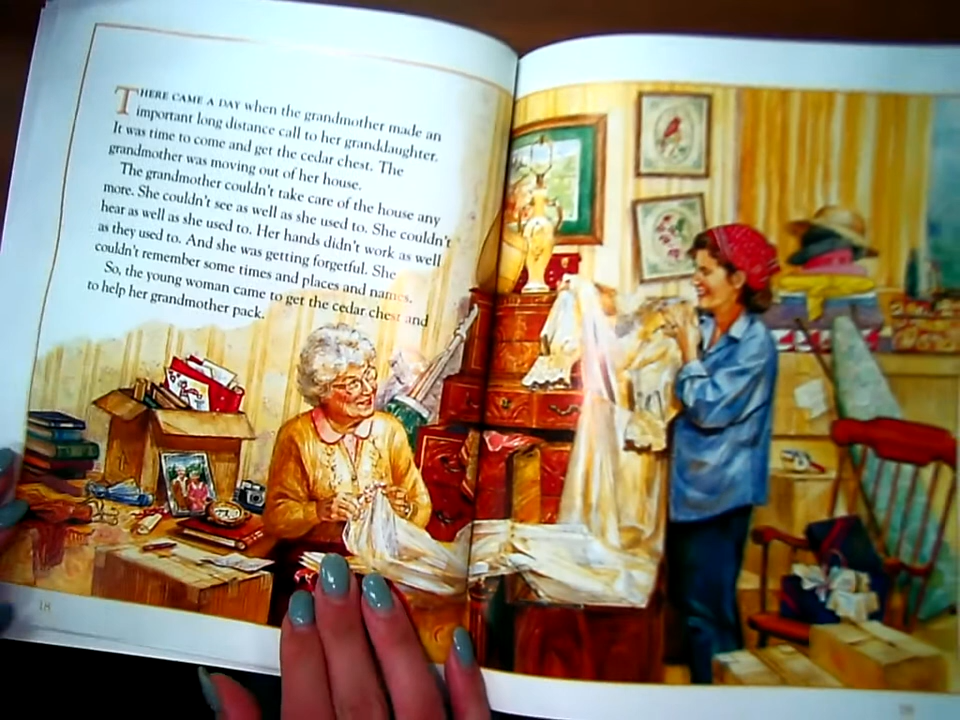 THERE CAME A DAY when the grandmother made an
important long distance call to her granddaughter.
It was time to come and get the cedar chest. The
grandmother was moving out of her house.
The grandmother couldn't take care of the house any
more. She couldn't see as well as she used to. She couldn't
hear as well as she used to. Her hands didn't work as well
as they used to. And she was getting forgetful. She
couldn't remember some times and places and names.
So, the young woman came to get the cedar chest and
to help her grandmother pack.
18